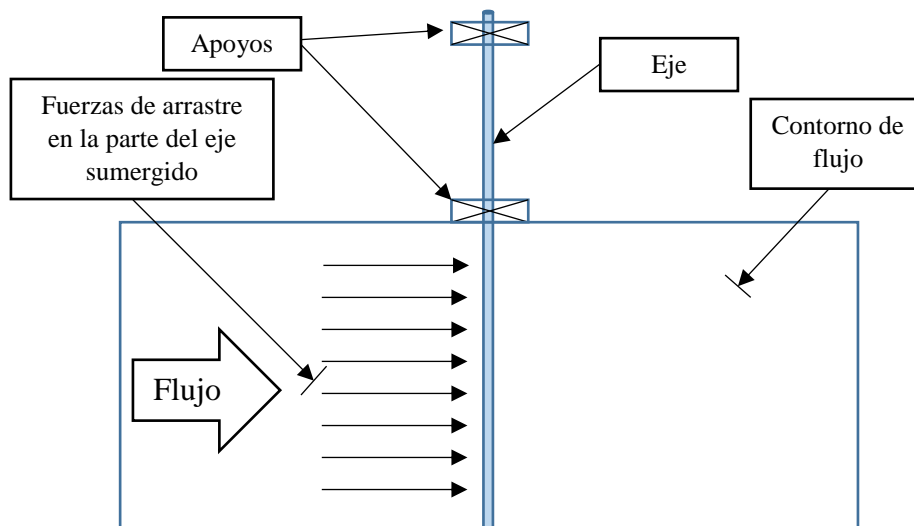 Apoyos
Eje
Fuerzas de arrastre
en la parte del eje
sumergido
Contorno de
flujo
Flujo